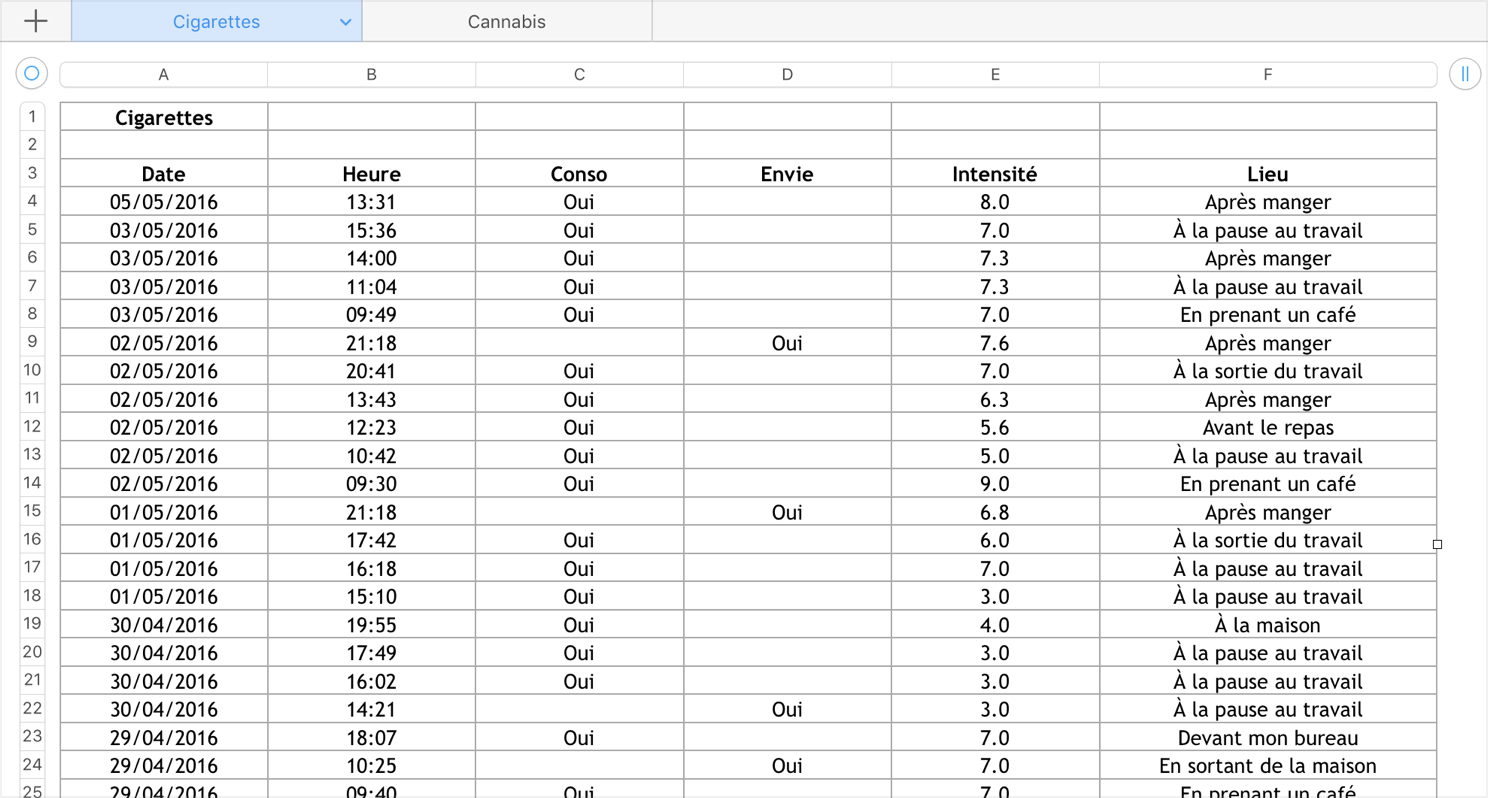 Cigarettes Cannabis
A B C D E F
1 Cigarettes
2
3 Date Heure Conso Envie Intensité Lieu
4 05/05/2016 13:31 Oui 8.0 Après manger
5 03/05/2016 15:36 Oui 7.0 À la pause au travail
6 03/05/2016 14:00 Oui 7.3 Après manger
7 03/05/2016 11:04 Oui 7.3 À la pause au travail
8 03/05/2016 09:49 Oui 7.0 En prenant un café
9 02/05/2016 21:18 Oui 7.6 Après manger
10 02/05/2016 20:41 Oui 7.0 À la sortie du travail
11 02/05/2016 13:43 Oui 6.3 Après manger
12 02/05/2016 12:23 Oui 5.6 Avant le repas
13 02/05/2016 10:42 Oui 5.0 À la pause au travail
14 02/05/2016 09:30 Oui 9.0 En prenant un café
15 01/05/2016 21:18 Oui 6.8 Après manger
16 01/05/2016 17:42 Oui 6.0 À la sortie du travail
17 01/05/2016 16:18 Oui 7.0 À la pause au travail
18 01/05/2016 15:10 Oui 3.0 À la pause au travail
19 30/04/2016 19:55 Oui 4.0 À la maison
20 30/04/2016 17:49 Oui 3.0 À la pause au travail
21 30/04/2016 16:02 Oui 3.0 À la pause au travail
22 30/04/2016 14:21 Oui 3.0 À la pause au travail
23 29/04/2016 18:07 Oui 7.0 Devant mon bureau
24 29/04/2016 10:25 Oui 7.0 En sortant de la maison
25 29/04/2016 09:40 Oui 7.0 En prenant un café